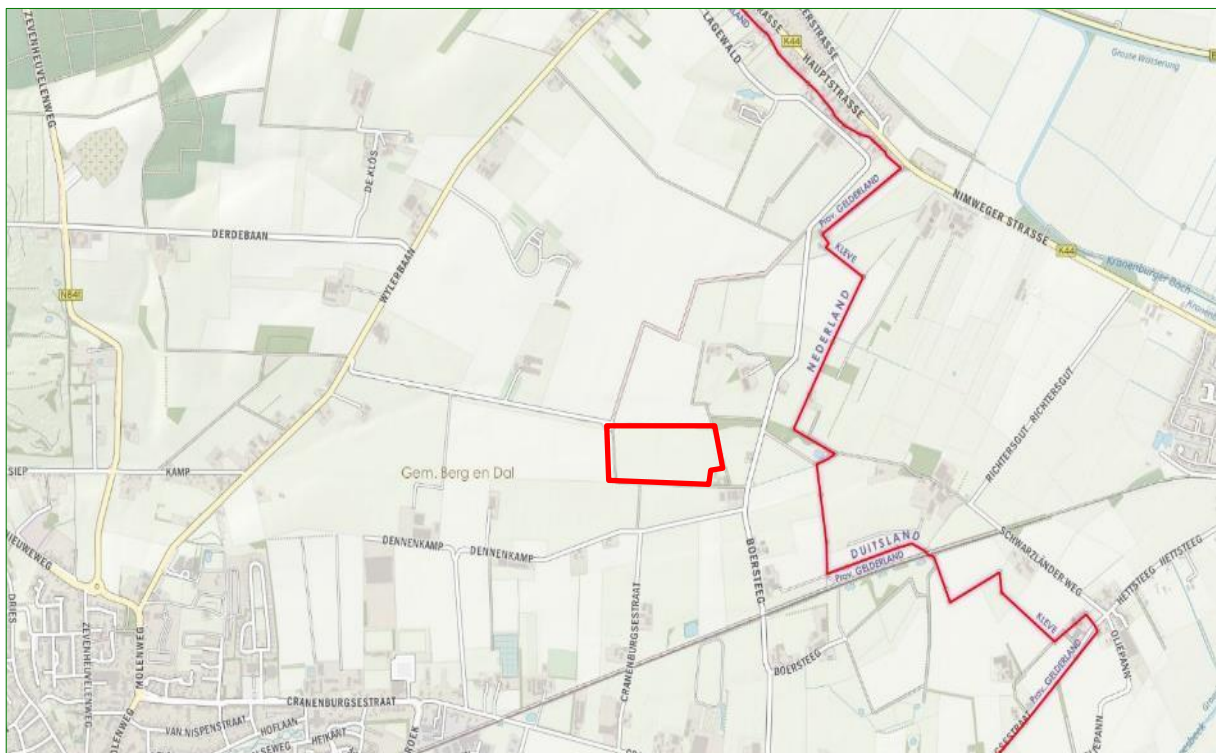 ZEVENHEUVELENWEG
LAGEWALD
K44
HAUPTSTRASSE
Grosse Wässerung
DE KLOS
Prov. GELDERLAND
KLEVE
NIMWEGER STRASSE
K44
Kranenburger Bach
DERDEBAAN
WYLERBAAN
NEDERLAND
RICHTERSGUT
RICHTERSGUT
SIEP
KAMP
Gem. Berg en Dal
NIEUWEWEG
DENNENKAMP
DENNENKAMP
BOERSTEEG
DUITSLAND
Prov. GELDERLAND
SCHWARZLÄNDER WEG
HETTSTEEG
HETTSTEEG
DRIES
ZEVENHEUVELENWEG
MOLENWEG
CRANENBURGSESTRAAT
KLEVE
OLIEPANN
BOERSTEEG
Prov. GELDERLAND
CRANENBURGSESTRAAT
VAN NISPENSTRAAT
HOFLAAN
HEIKANT